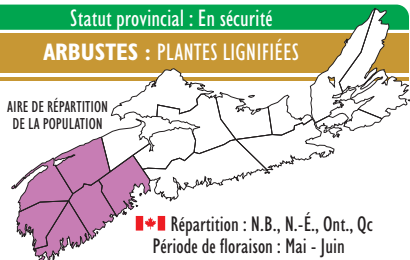 Statut provincial : En sécurité
ARBUSTES : PLANTES LIGNIFIÉES
AIRE DE RÉPARTITION
DE LA POPULATION
Répartition : N.B., N.-É., Ont., Qc
Période de floraison : Mai - Juin